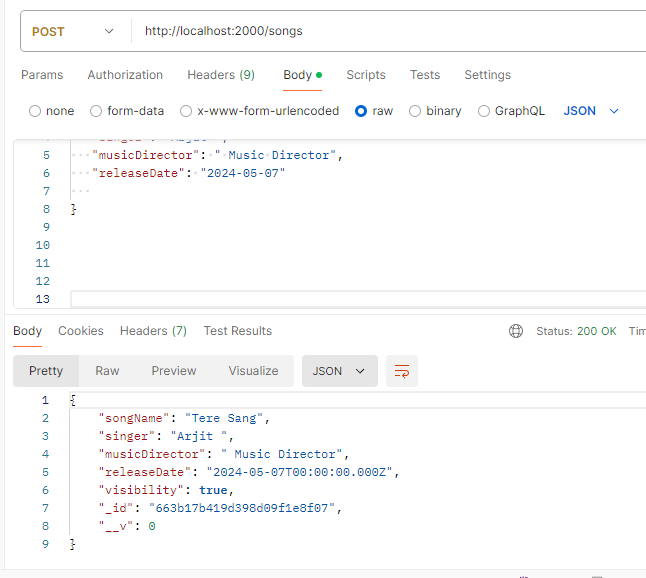 POST http://localhost:2000/songs
Params Authorization Headers (9) Body Scripts Tests Settings
none form-data x-www-form-urlencoded raw binary GraphQL JSON
5 "musicDirector": " Music Director",
6 "releaseDate": "2024-05-07"
7
8 }
9
10
11
12
13
Body Cookies Headers (7) Test Results Status: 200 OK
Pretty Raw Preview Visualize JSON
1 {
2 "songName": "Tere Sang",
3 "singer": "Arjit ",
4 "musicDirector": " Music Director",
5 "releaseDate": "2024-05-07T00:00:00.000Z",
6 "visibility": true,
7 "_id": "663b17b419d398d09f1e8f07",
8 "__v": 0
9 }